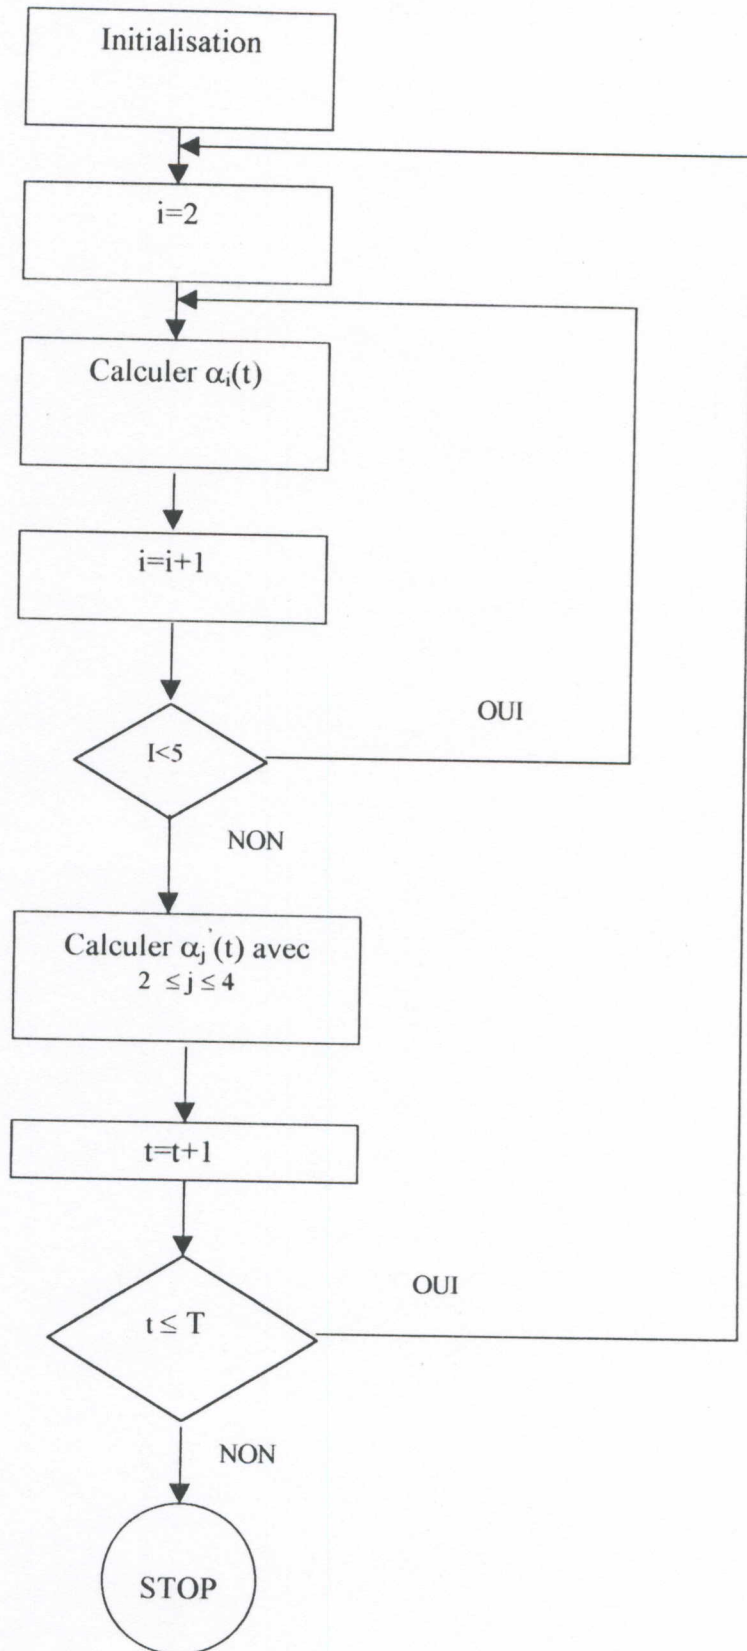 Initialisation
i=2
Calculer αᵢ(t)
i=i+1
I<5
OUI
NON
Calculer αⱼ'(t) avec
2 ≤ j ≤ 4
t=t+1
t ≤ T
OUI
NON
STOP